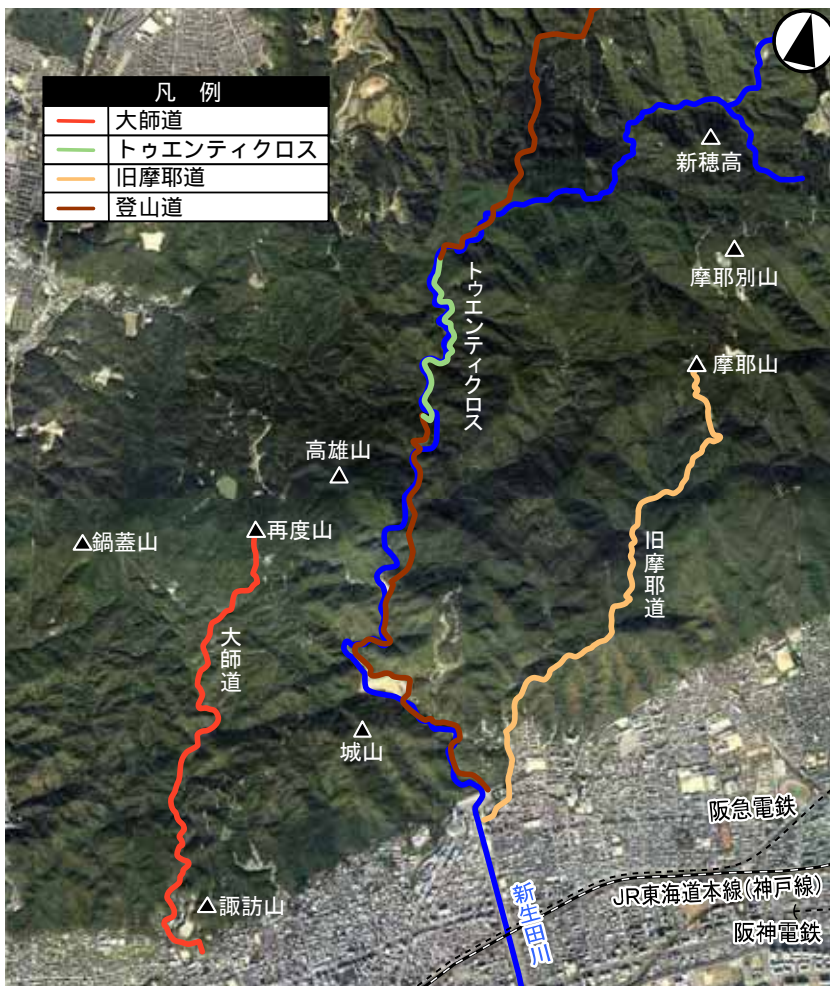 凡 例
大師道
トゥエンティクロス
旧摩耶道
登山道
新穂高
摩耶別山
トゥエンティクロス
摩耶山
高雄山
再度山
鍋蓋山
旧摩耶道
大師道
城山
阪急電鉄
JR東海道本線(神戸線)
新生田川
諏訪山
阪神電鉄